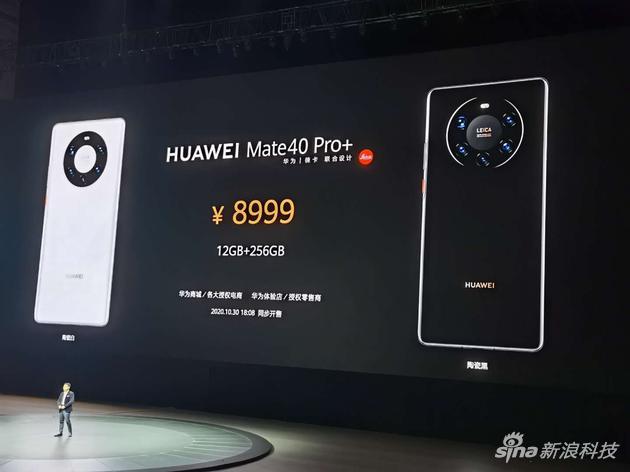 HUAWEI Mate40 Pro+
华为 | 徕卡 联合设计
Leica
¥ 8999
12GB+256GB
华为商城/各大授权电商 华为体验店/授权零售商
2020.10.30 18:08 同步开售
LEICA
HUAWEI
HUAWEI
陶瓷白
陶瓷黑
sina 新浪科技